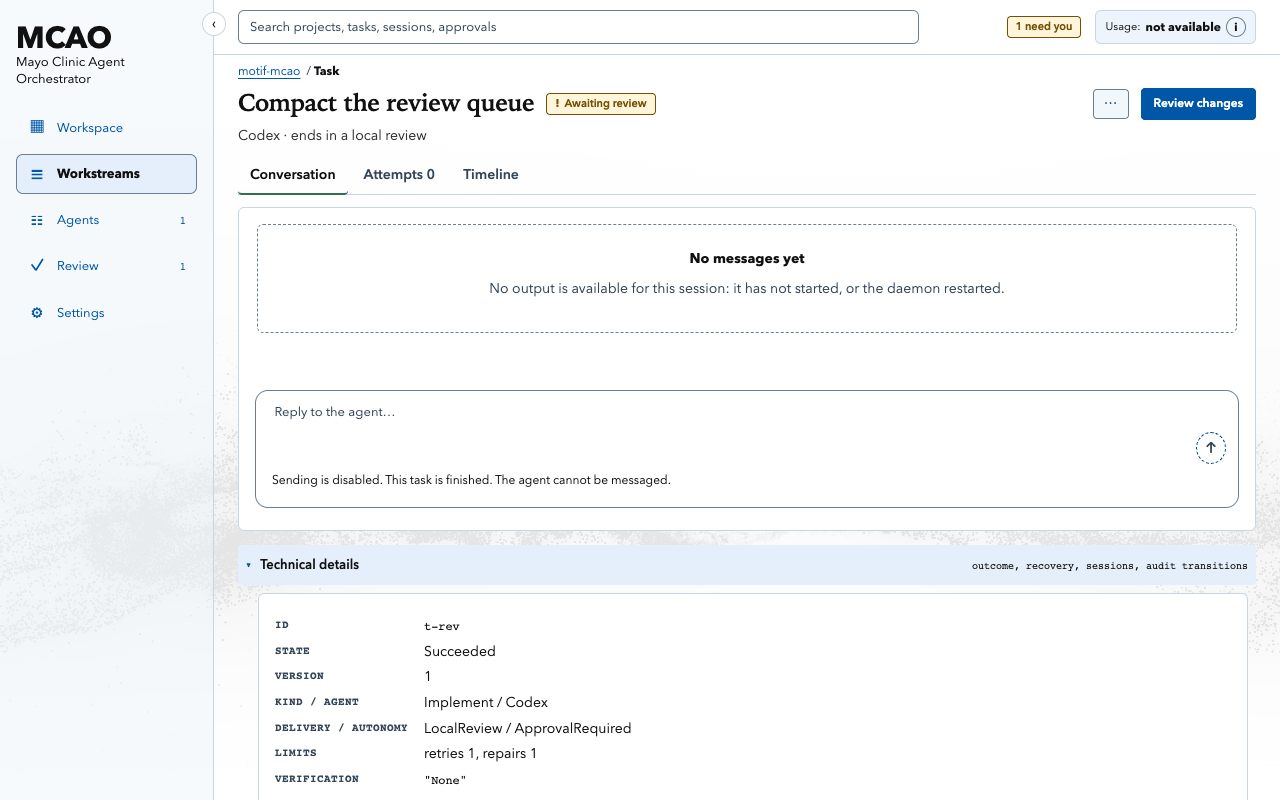 MCAO
Mayo Clinic Agent
Orchestrator
Workspace
Workstreams
Agents 1
Review 1
Settings
Search projects, tasks, sessions, approvals
1 need you
Usage: not available i
motif-mcao / Task
Compact the review queue
! Awaiting review
...
Review changes
Codex · ends in a local review
Conversation
Attempts 0
Timeline
No messages yet
No output is available for this session: it has not started, or the daemon restarted.
Reply to the agent…
Sending is disabled. This task is finished. The agent cannot be messaged.
Technical details
outcome, recovery, sessions, audit transitions
ID t-rev
STATE Succeeded
VERSION 1
KIND / AGENT Implement / Codex
DELIVERY / AUTONOMY LocalReview / ApprovalRequired
LIMITS retries 1, repairs 1
VERIFICATION "None"